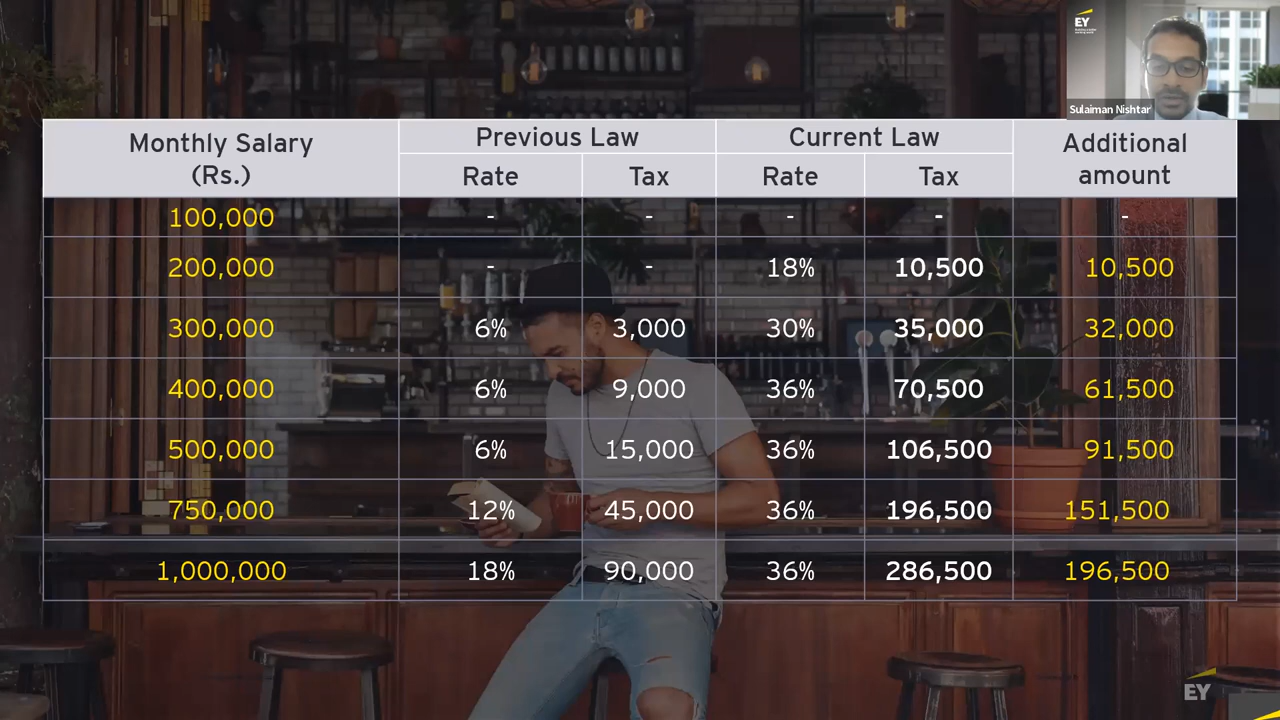 EY
Sulaiman Nishtar
Monthly Salary
(Rs.)
Previous Law
Current Law
Additional
amount
Rate
Tax
Rate
Tax
100,000 - - - - -
200,000 - - 18% 10,500 10,500
300,000 6% 3,000 30% 35,000 32,000
400,000 6% 9,000 36% 70,500 61,500
500,000 6% 15,000 36% 106,500 91,500
750,000 12% 45,000 36% 196,500 151,500
1,000,000 18% 90,000 36% 286,500 196,500
EY